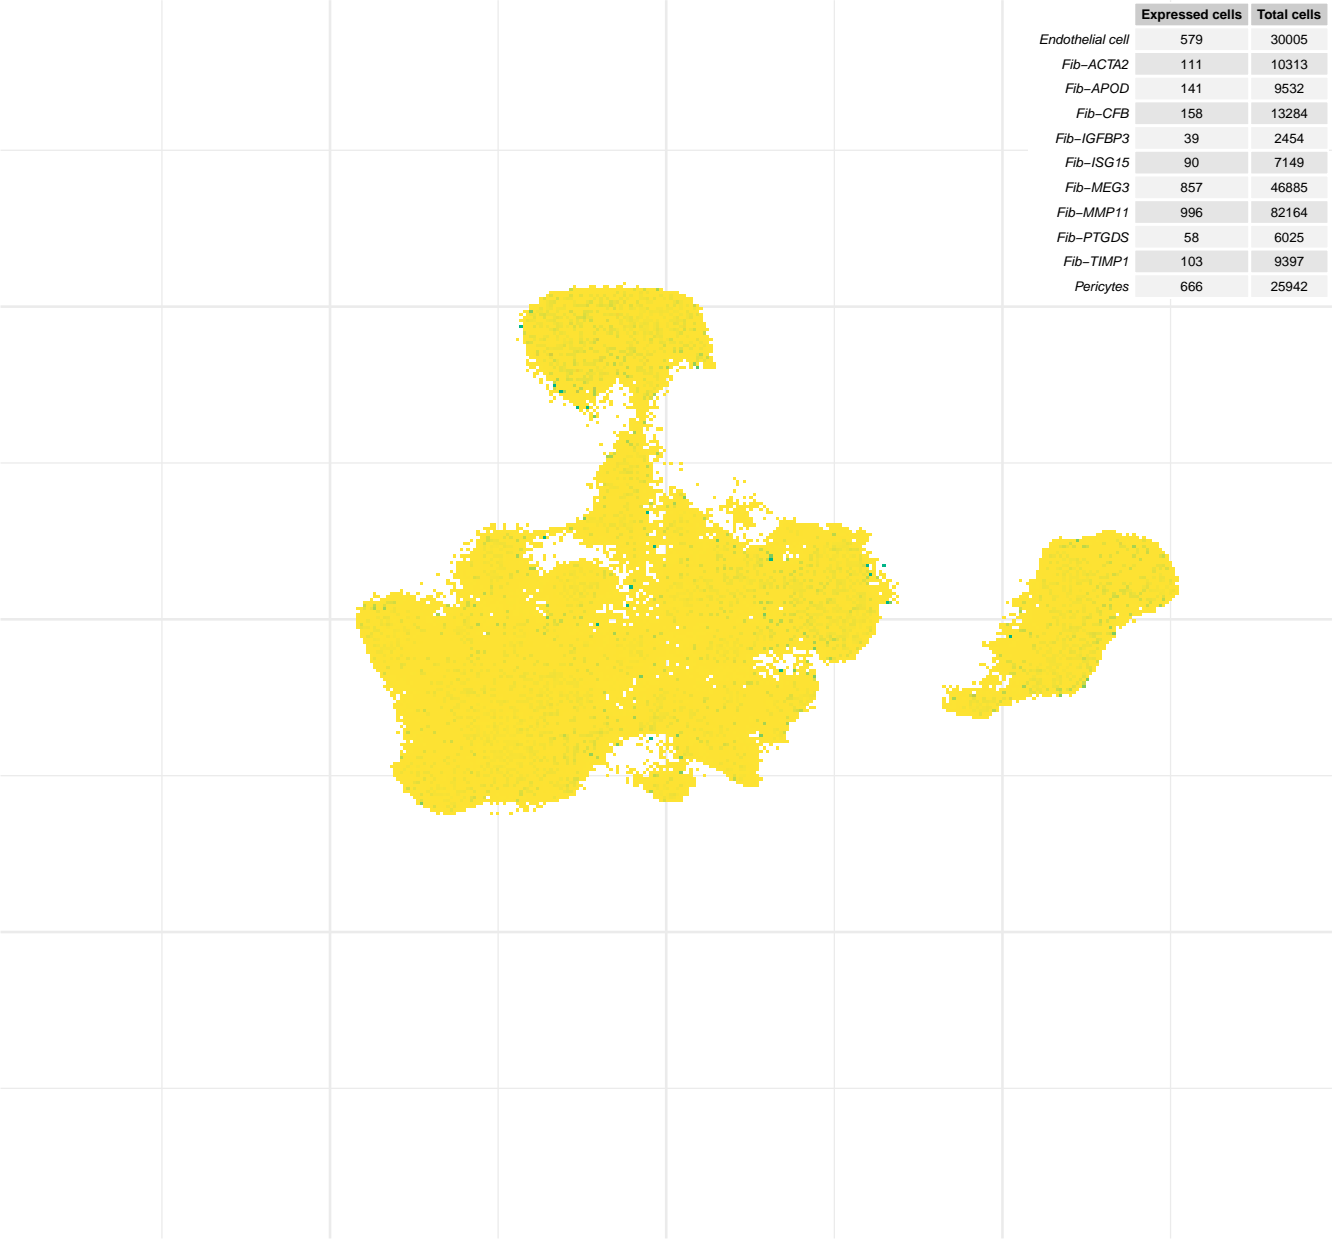 Expressed cells Total cells
Endothelial cell 579 30005
Fib−ACTA2 111 10313
Fib−APOD 141 9532
Fib−CFB 158 13284
Fib−IGFBP3 39 2454
Fib−ISG15 90 7149
Fib−MEG3 857 46885
Fib−MMP11 996 82164
Fib−PTGDS 58 6025
Fib−TIMP1 103 9397
Pericytes 666 25942